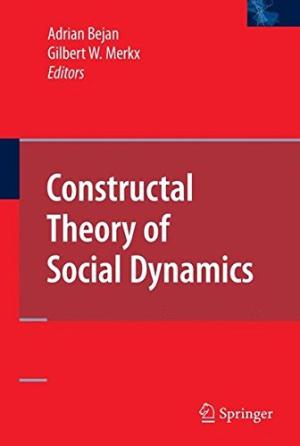 Adrian Bejan
Gilbert W. Merkx
Editors
Constructal
Theory of
Social Dynamics
Springer